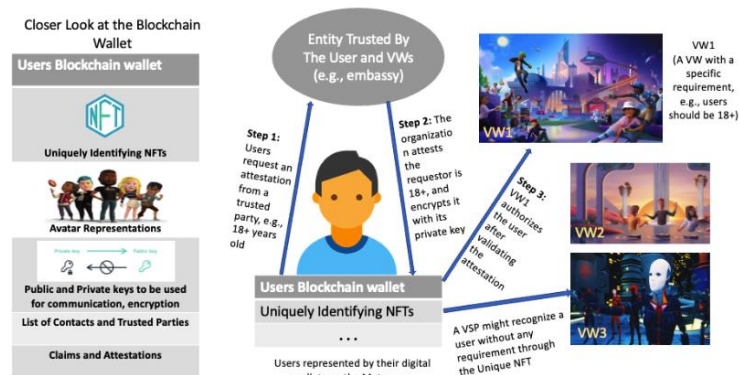 Closer Look at the Blockchain
Wallet
Users Blockchain wallet
NFT
Uniquely Identifying NFTs
Avatar Representations
Private key
Public key
Public and Private keys to be used
for communication, encryption
List of Contacts and Trusted Parties
Claims and Attestations
Entity Trusted By
The User and VWs
(e.g., embassy)
Step 1:
Users
request an
attestation
from a
trusted
party, e.g.,
18+ years
old
Step 2: The
organizatio
n attests
the
requestor is
18+, and
encrypts it
with its
private key
Users Blockchain wallet
Uniquely Identifying NFTs
...
Users represented by their digital
Step 3:
VW1
authorizes
the user
after
validating
the
attestation
A VSP might recognize a
user without any
requirement through
the Unique NFT
VW1
VW1
(A VW with a
specific
requirement,
e.g., users
should be 18+)
VW2
VW3